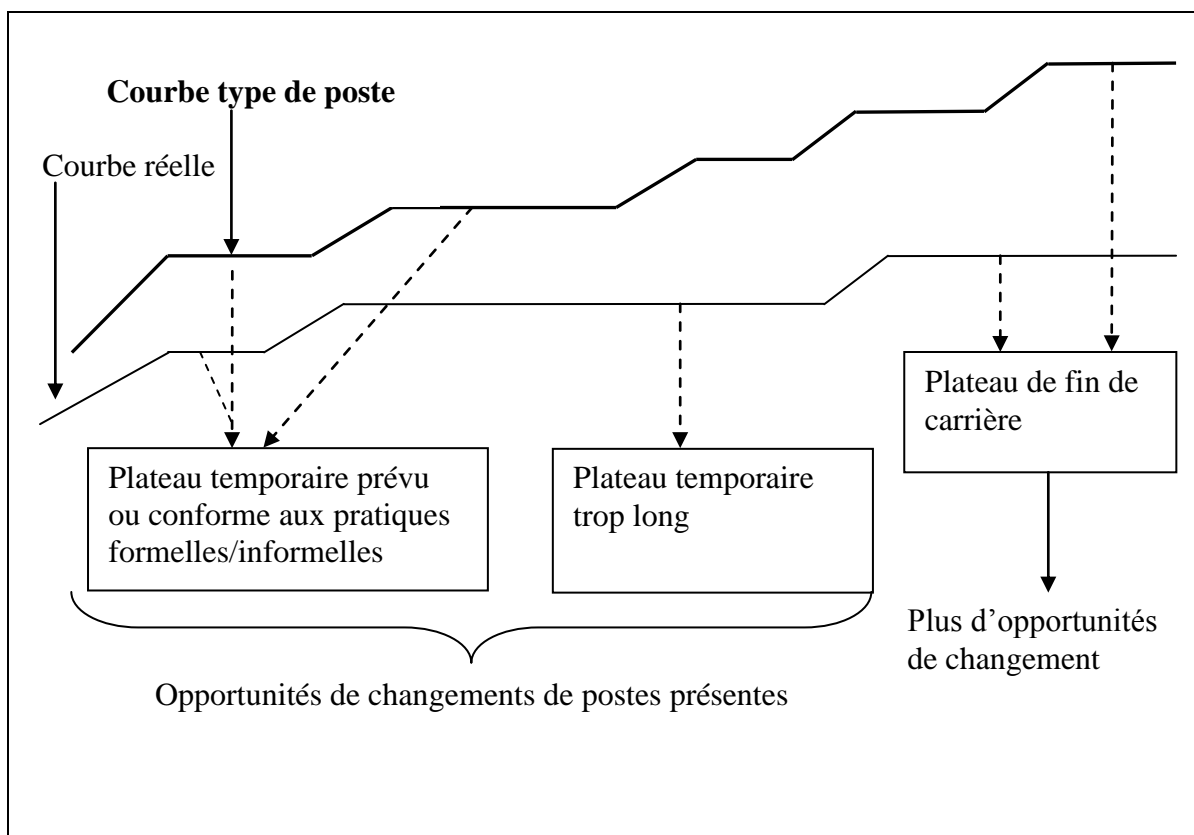 Courbe type de poste
Courbe réelle
Plateau temporaire prévu
ou conforme aux pratiques
formelles/informelles
Plateau temporaire
trop long
Plateau de fin de
carrière
Opportunités de changements de postes présentes
Plus d’opportunités
de changement